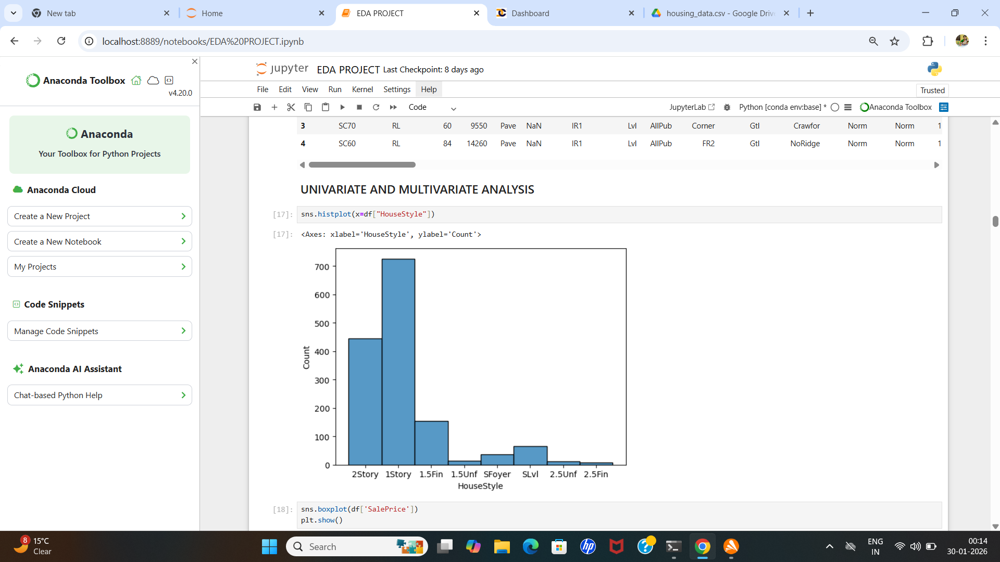 New tab
Home
EDA PROJECT
Dashboard
housing_data.csv - Google Driv
localhost:8889/notebooks/EDA%20PROJECT.ipynb
Anaconda Toolbox
v4.20.0
Anaconda
Your Toolbox for Python Projects
Anaconda Cloud
Create a New Project
Create a New Notebook
My Projects
Code Snippets
Manage Code Snippets
Anaconda AI Assistant
Chat-based Python Help
jupyter EDA PROJECT Last Checkpoint: 8 days ago
File Edit View Run Kernel Settings Help
Trusted
Code
JupyterLab
Python [conda env:base] *
Anaconda Toolbox
3 SC70 RL 60 9550 Pave NaN IR1 Lvl AllPub Corner Gtl Crawfor Norm Norm 1
4 SC60 RL 84 14260 Pave NaN IR1 Lvl AllPub FR2 Gtl NoRidge Norm Norm 1
UNIVARIATE AND MULTIVARIATE ANALYSIS
[17]: sns.histplot(x=df["HouseStyle"])
[17]: <Axes: xlabel='HouseStyle', ylabel='Count'>
700
600
500
400
300
200
100
0
Count
2Story 1Story 1.5Fin 1.5Unf SFoyer SLvl 2.5Unf 2.5Fin
HouseStyle
[18]: sns.boxplot(df['SalePrice'])
plt.show()
8
15°C
Clear
Search
hp
ENG
IN
00:14
30-01-2026